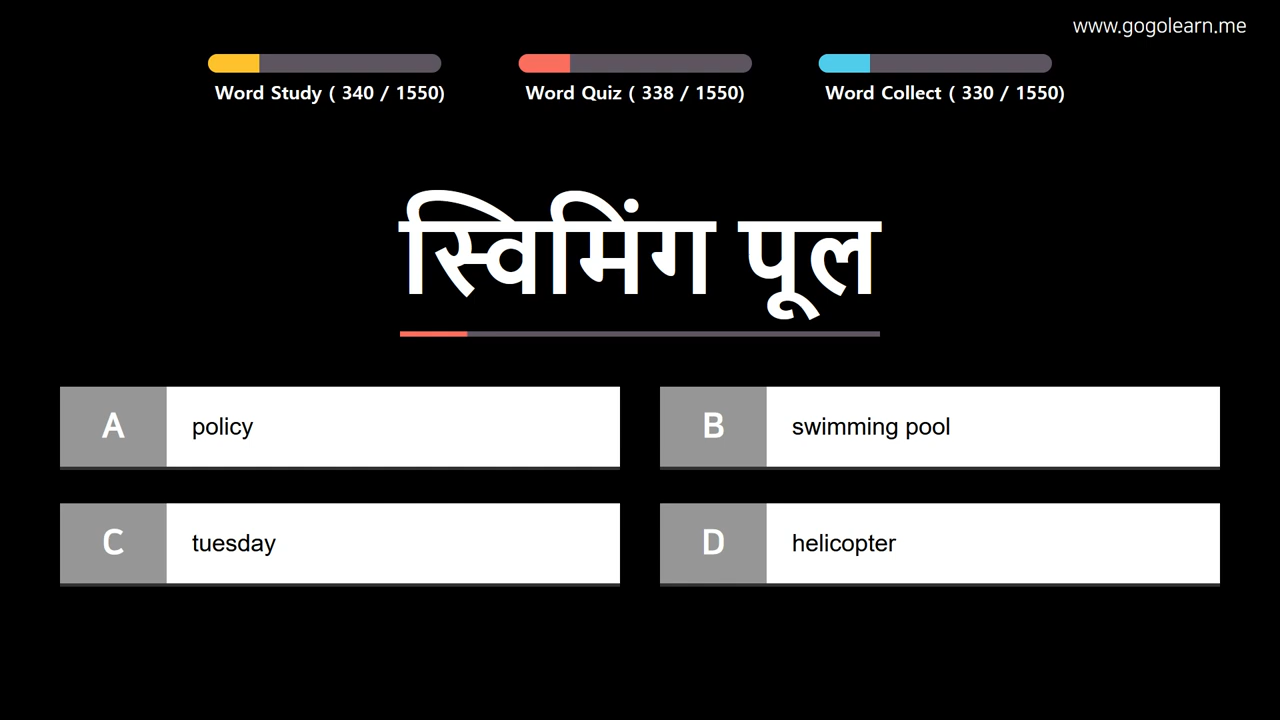 www.gogolearn.me
Word Study ( 340 / 1550)
Word Quiz ( 338 / 1550)
Word Collect ( 330 / 1550)
स्विमिंग पूल
A policy
B swimming pool
C tuesday
D helicopter